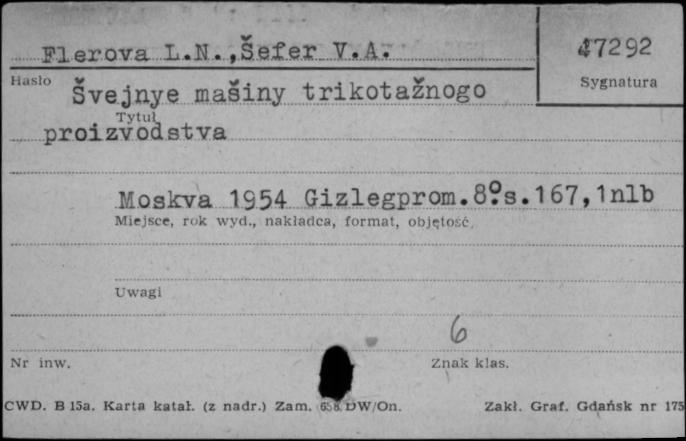 Flerova L.N.,Šefer V.A.
47292
Hasło
Sygnatura
Švejnye mašiny trikotažnogo
Tytuł
proizvodstva
Moskva 1954 Gizlegprom.8°.s.167,1nlb
Miejsce, rok wyd., nakładca, format, objętość.
Uwagi
6
Nr inw.
Znak klas.
CWD. B 15a. Karta katal. (z nadr.) Zam. 658 DW/On.
Zakł. Graf. Gdańsk nr 175